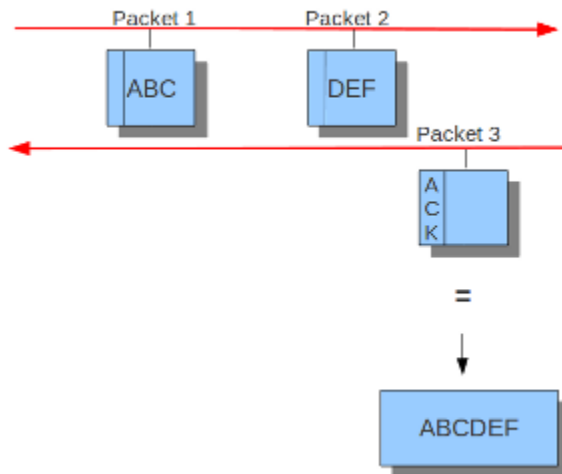 Packet 1 Packet 2
ABC DEF
Packet 3
A
C
K
=
ABCDEF